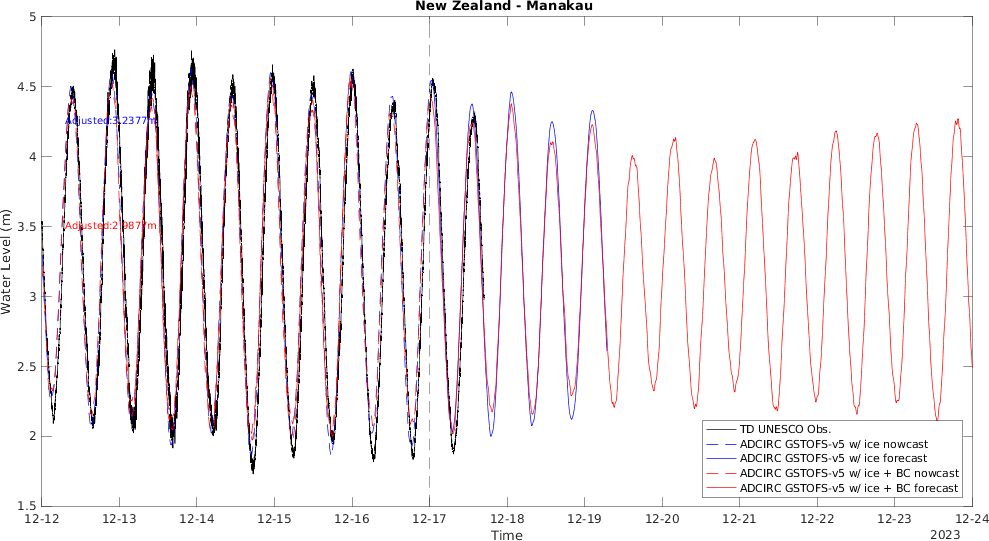 New Zealand - Manakau
5
4.5
4
3.5
3
2.5
2
1.5
Water Level (m)
Adjusted:3.2377m
Adjusted:2.9877m
TD UNESCO Obs.
ADCIRC GSTOFS-v5 w/ ice nowcast
ADCIRC GSTOFS-v5 w/ ice forecast
ADCIRC GSTOFS-v5 w/ ice + BC nowcast
ADCIRC GSTOFS-v5 w/ ice + BC forecast
12-12 12-13 12-14 12-15 12-16 12-17 12-18 12-19 12-20 12-21 12-22 12-23 12-24
Time
2023